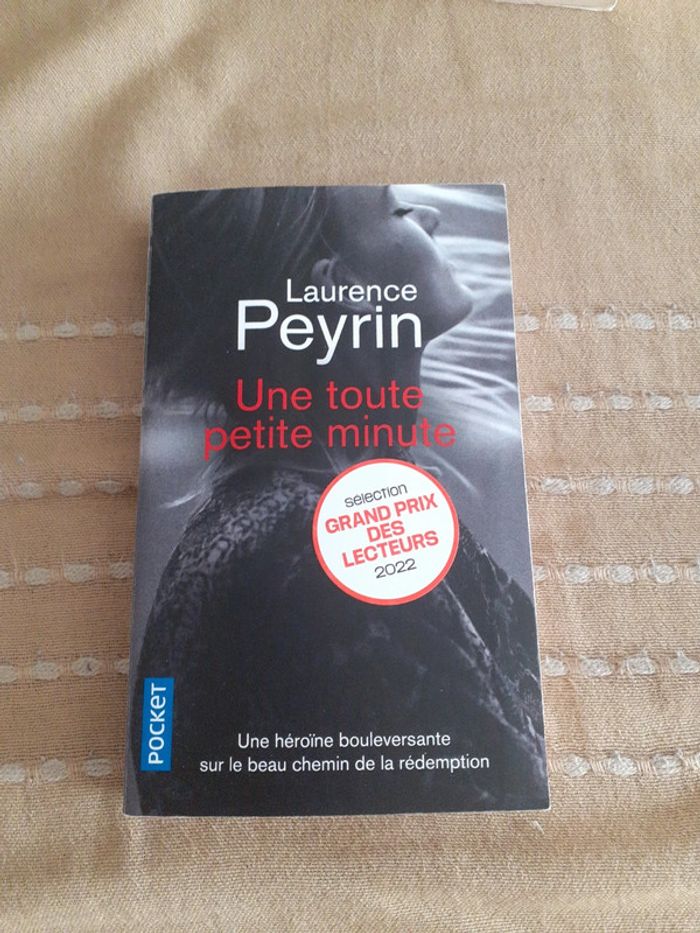 Laurence
Peyrin
Une toute
petite minute
selection
GRAND PRIX
DES
LECTEURS
2022
POCKET
Une héroïne bouleversante
sur le beau chemin de la rédemption